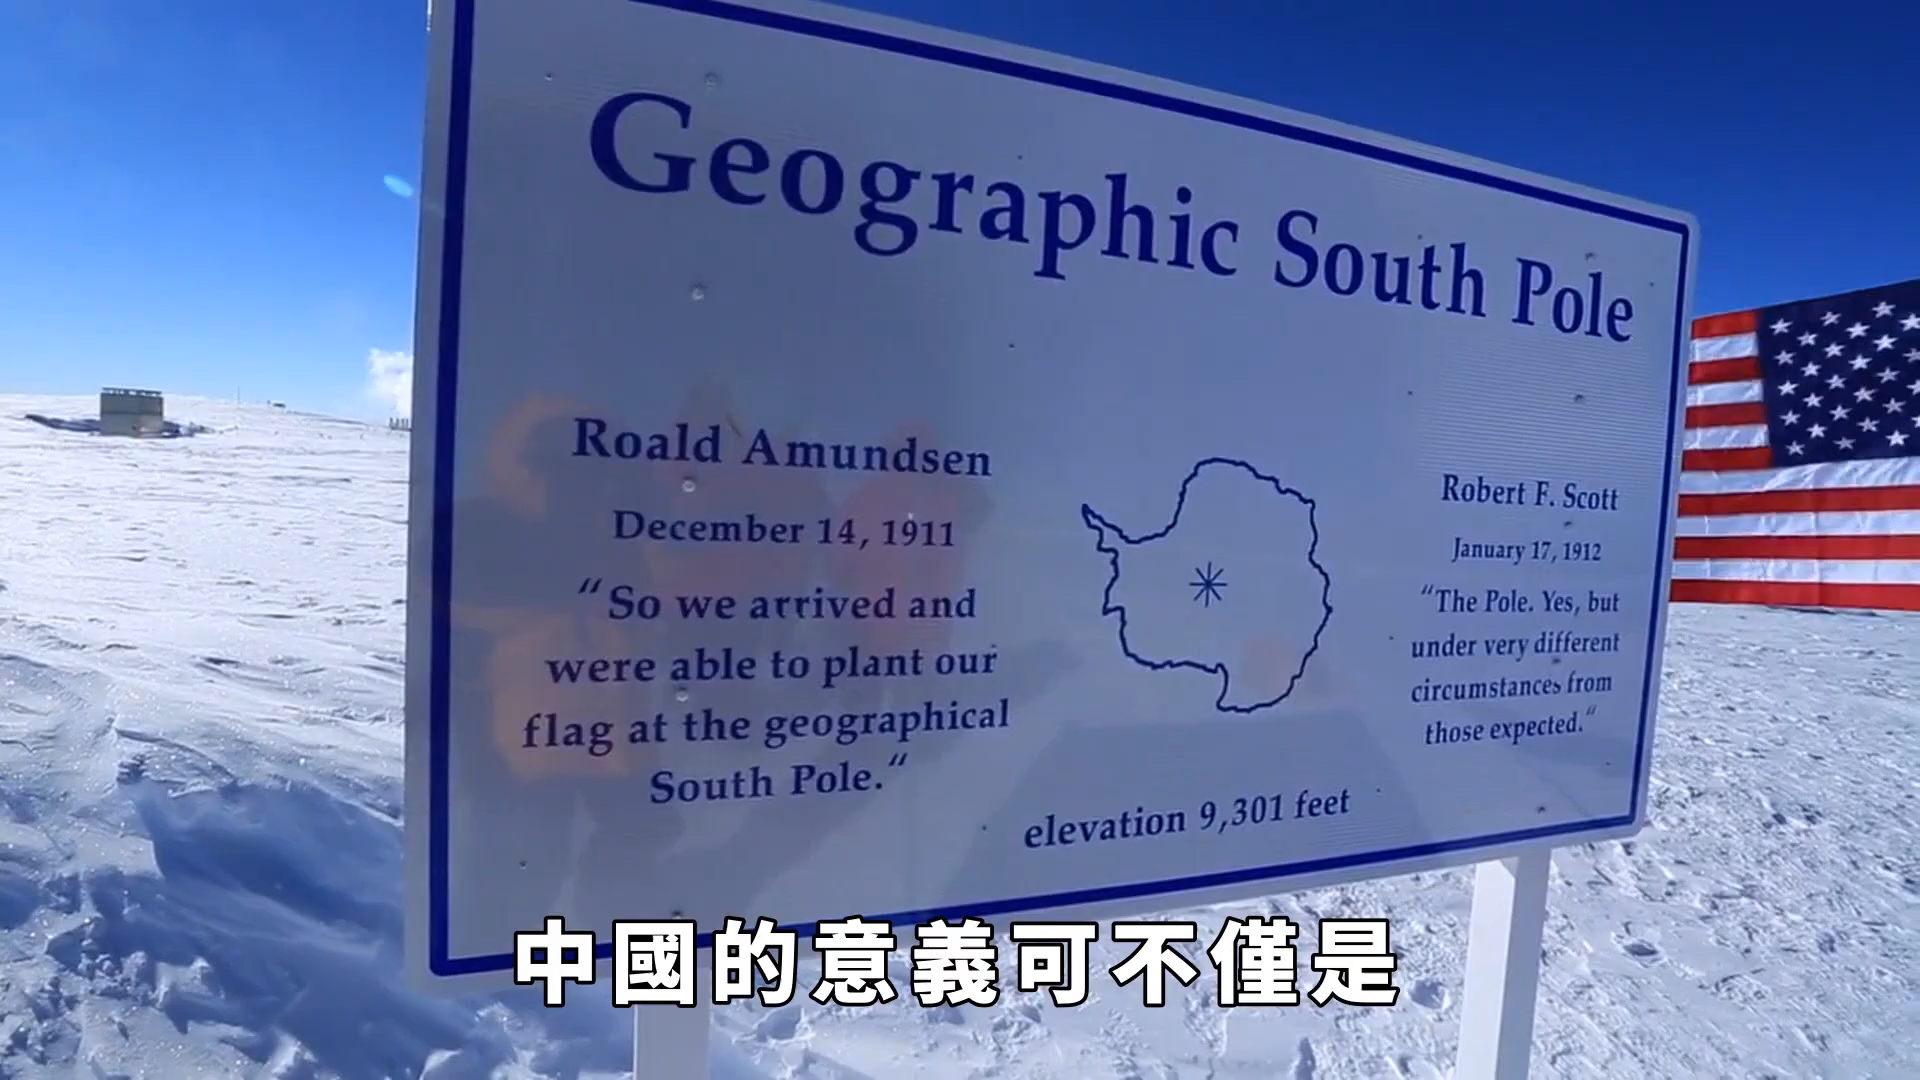 Geographic South Pole
Roald Amundsen
December 14, 1911
“So we arrived and
were able to plant our
flag at the geographical
South Pole.“
Robert F. Scott
January 17, 1912
“The Pole. Yes, but
under very different
circumstances from
those expected.“
elevation 9,301 feet
中國的意義可不僅是